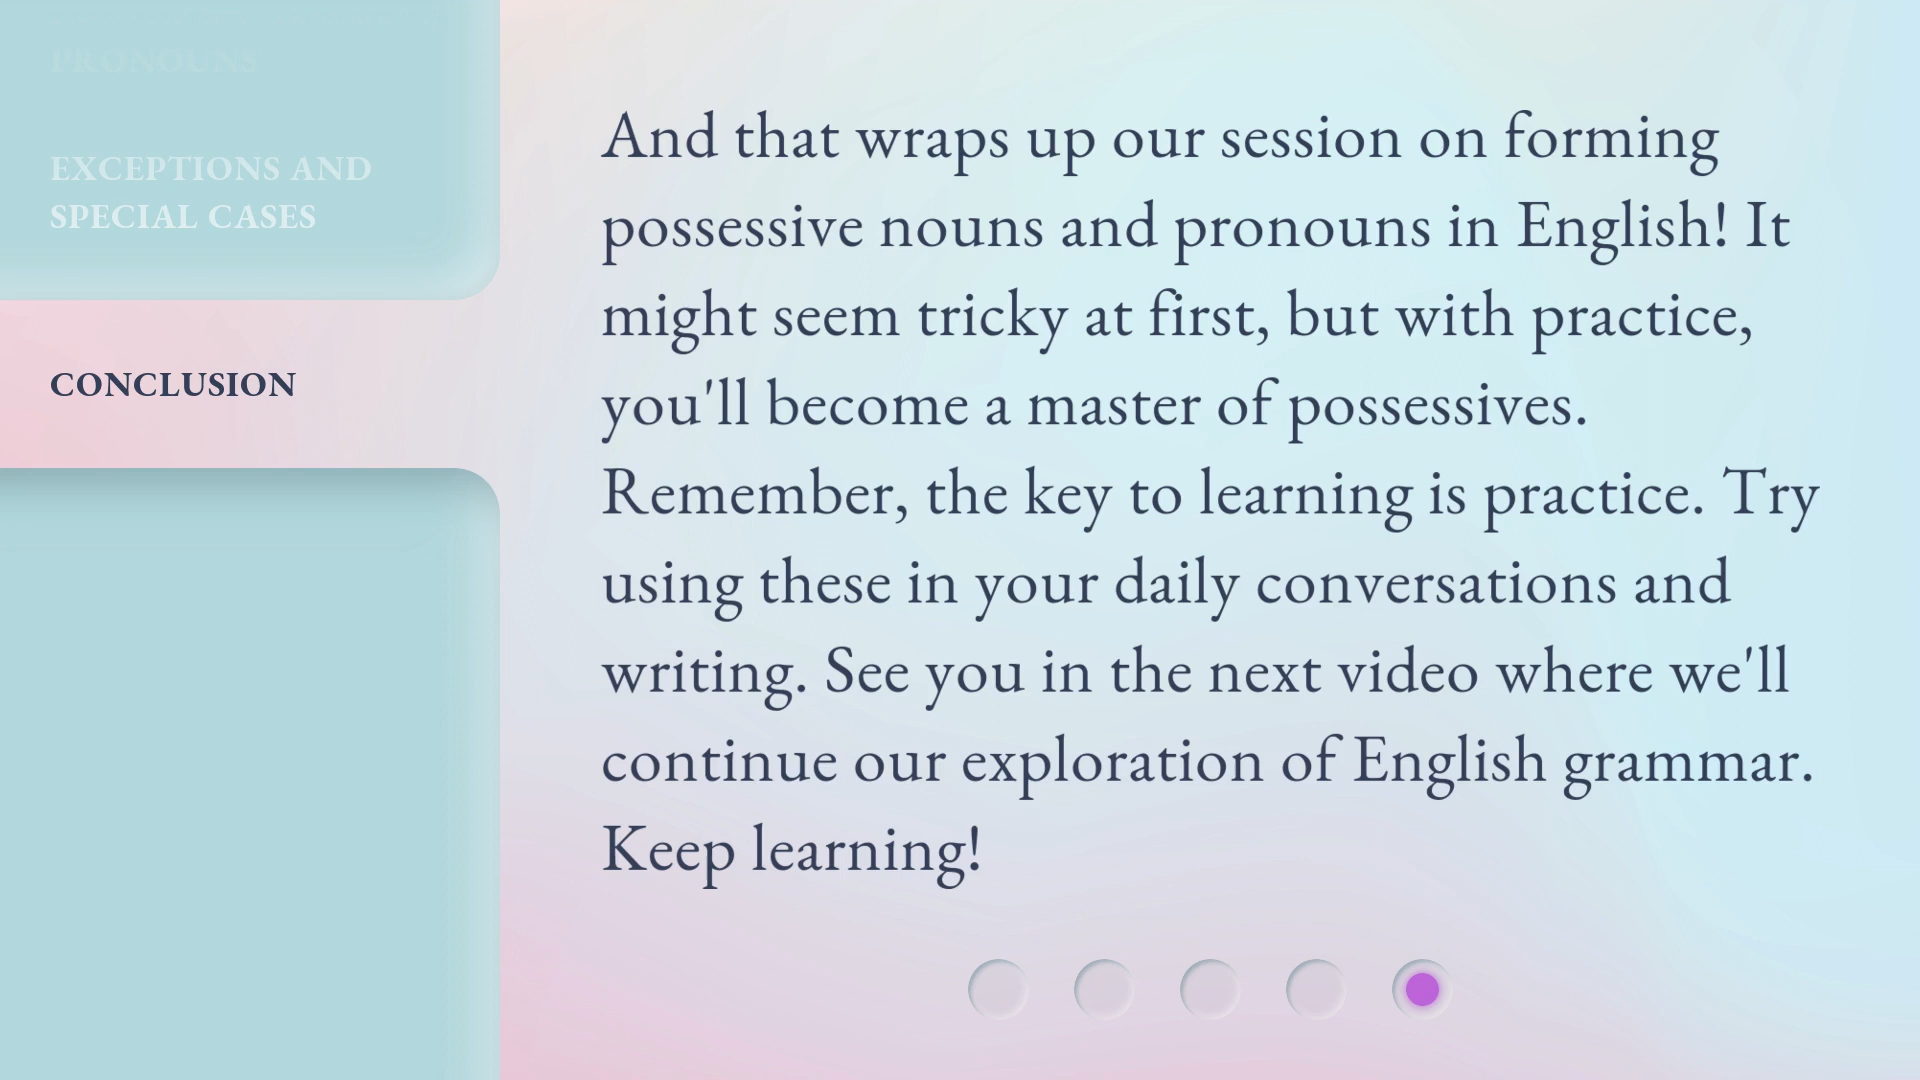 PRONOUNS
EXCEPTIONS AND
SPECIAL CASES
CONCLUSION
And that wraps up our session on forming
possessive nouns and pronouns in English! It
might seem tricky at first, but with practice,
you'll become a master of possessives.
Remember, the key to learning is practice. Try
using these in your daily conversations and
writing. See you in the next video where we'll
continue our exploration of English grammar.
Keep learning!